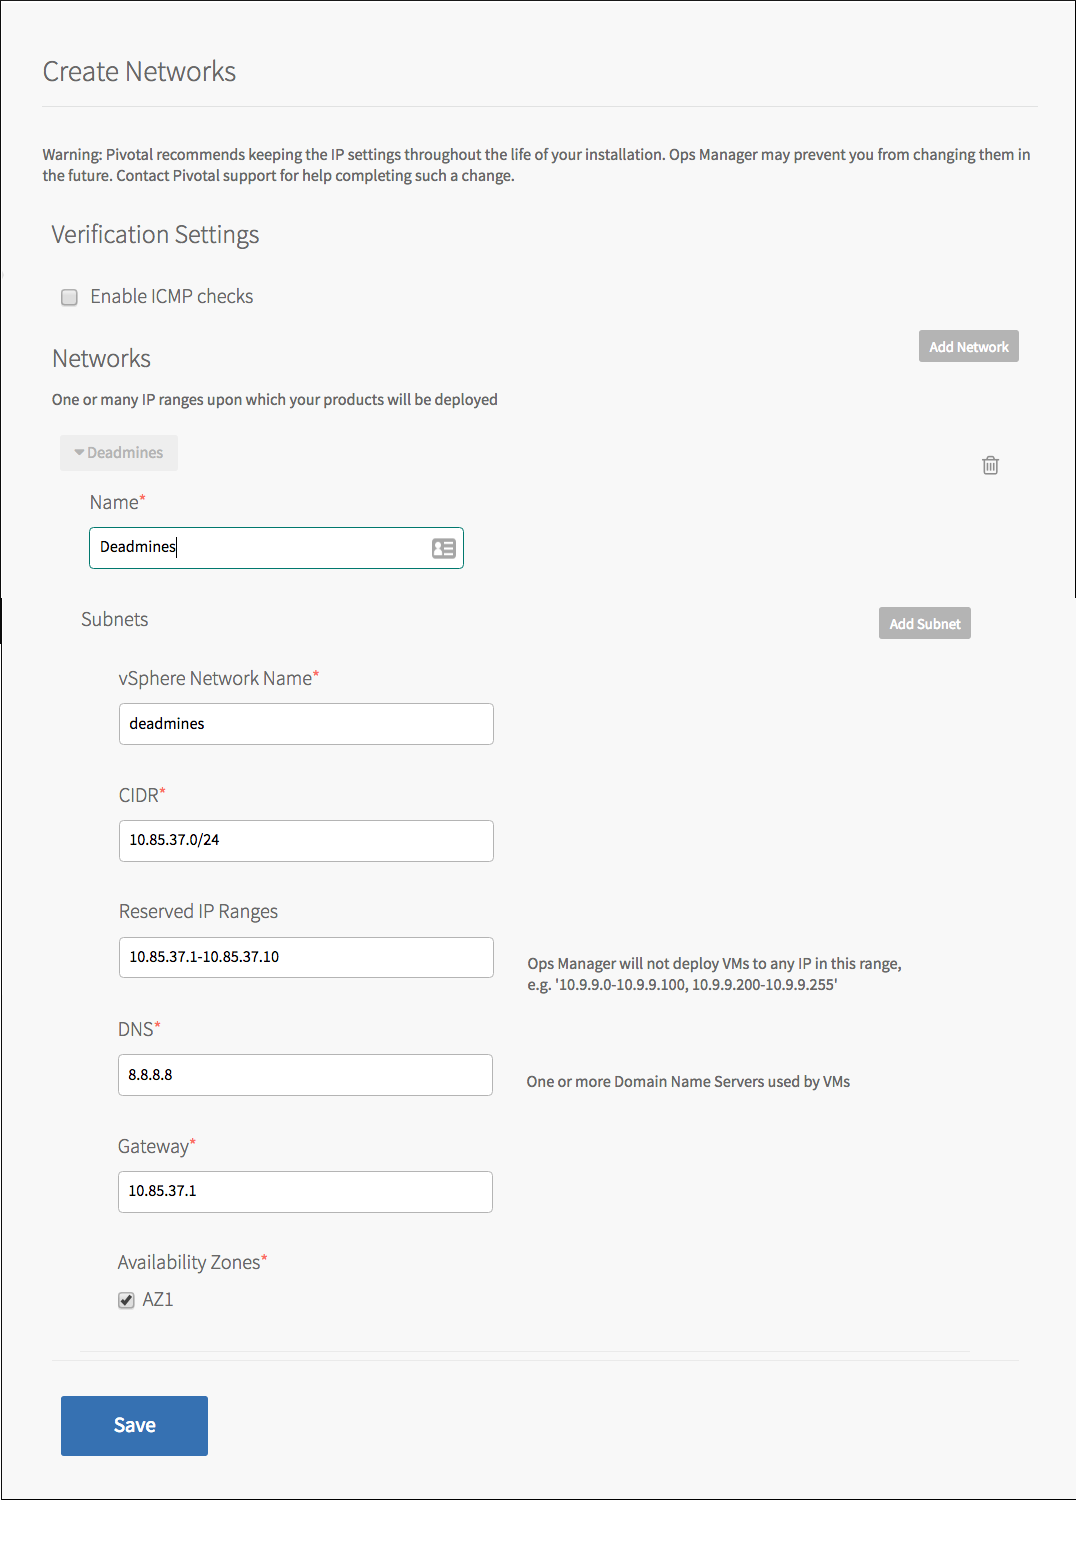 Create Networks
Warning: Pivotal recommends keeping the IP settings throughout the life of your installation. Ops Manager may prevent you from changing them in
the future. Contact Pivotal support for help completing such a change.
Verification Settings
Enable ICMP checks
Networks
Add Network
One or many IP ranges upon which your products will be deployed
Deadmines
Name*
Deadmines
Subnets
Add Subnet
vSphere Network Name*
deadmines
CIDR*
10.85.37.0/24
Reserved IP Ranges
10.85.37.1-10.85.37.10
Ops Manager will not deploy VMs to any IP in this range,
e.g. '10.9.9.0-10.9.9.100, 10.9.9.200-10.9.9.255'
DNS*
8.8.8.8
One or more Domain Name Servers used by VMs
Gateway*
10.85.37.1
Availability Zones*
AZ1
Save